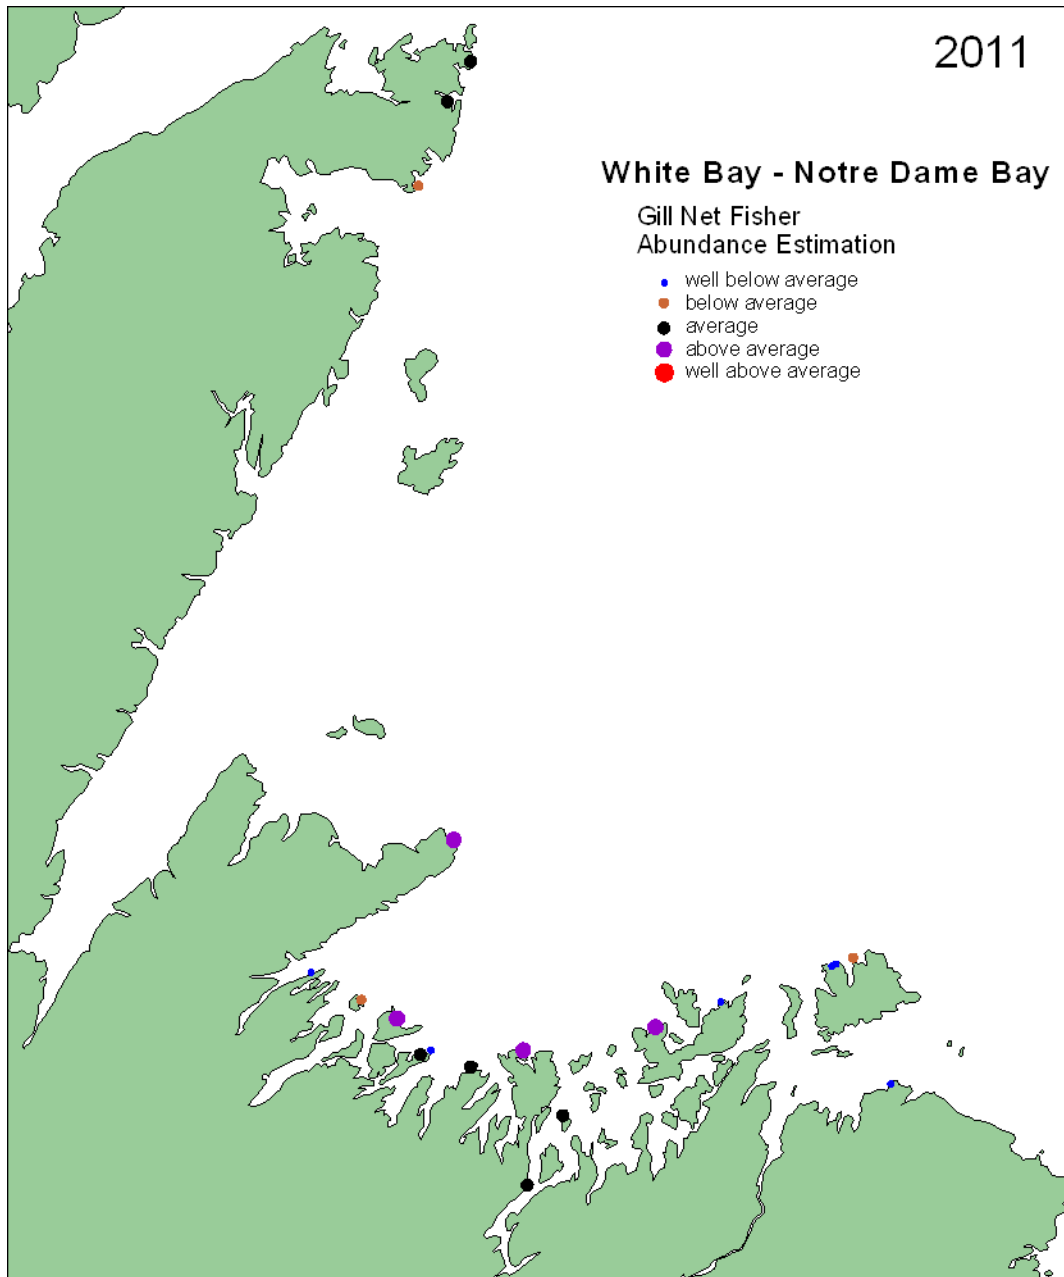 2011
White Bay - Notre Dame Bay
Gill Net Fisher
Abundance Estimation
well below average
below average
average
above average
well above average